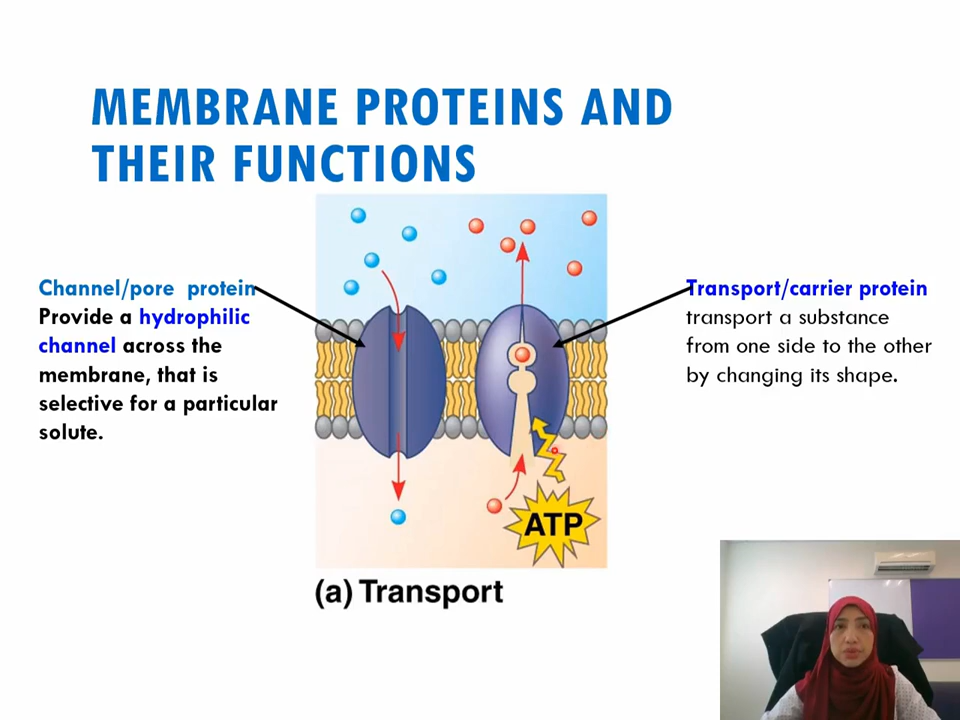 MEMBRANE PROTEINS AND
THEIR FUNCTIONS
Channel/pore protein
Provide a hydrophilic
channel across the
membrane, that is
selective for a particular
solute.
Transport/carrier protein
transport a substance
from one side to the other
by changing its shape.
ATP
(a) Transport